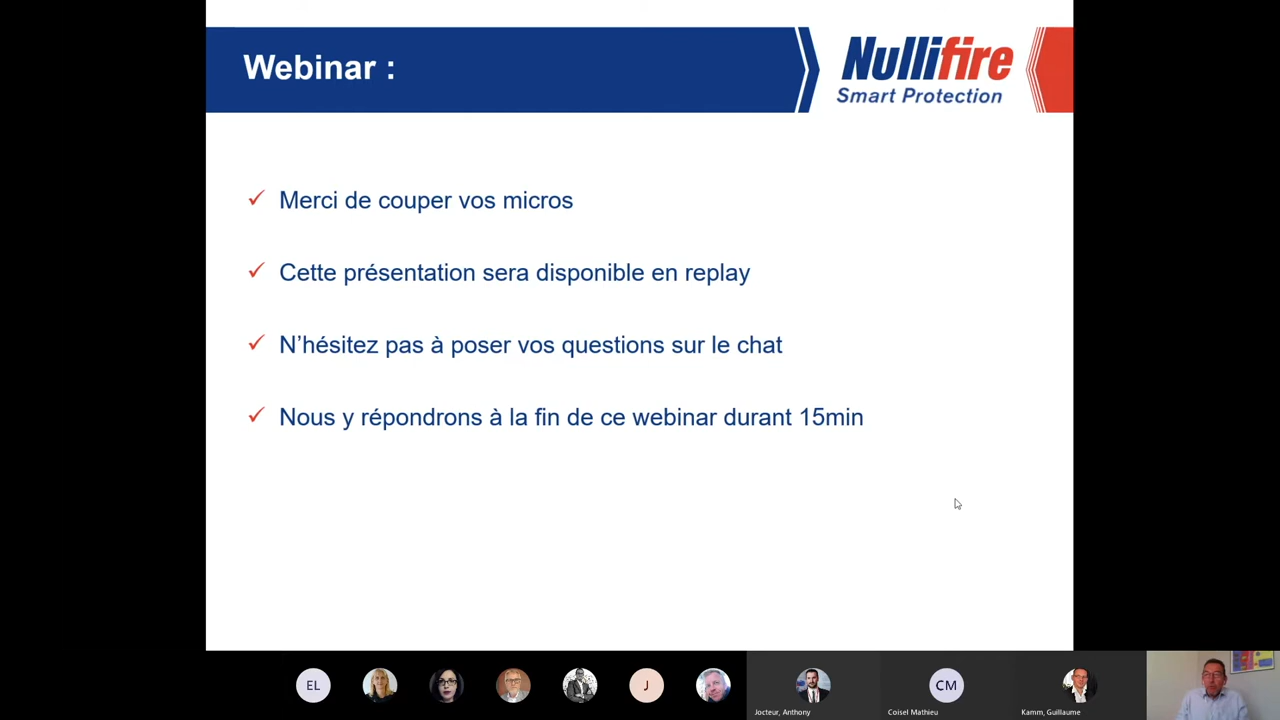 Webinar :
Nullifire
Smart Protection
Merci de couper vos micros
Cette présentation sera disponible en replay
N’hésitez pas à poser vos questions sur le chat
Nous y répondrons à la fin de ce webinar durant 15min
EL
J
CM
Jocteur, Anthony
Coisel Mathieu
Kamm, Guillaume